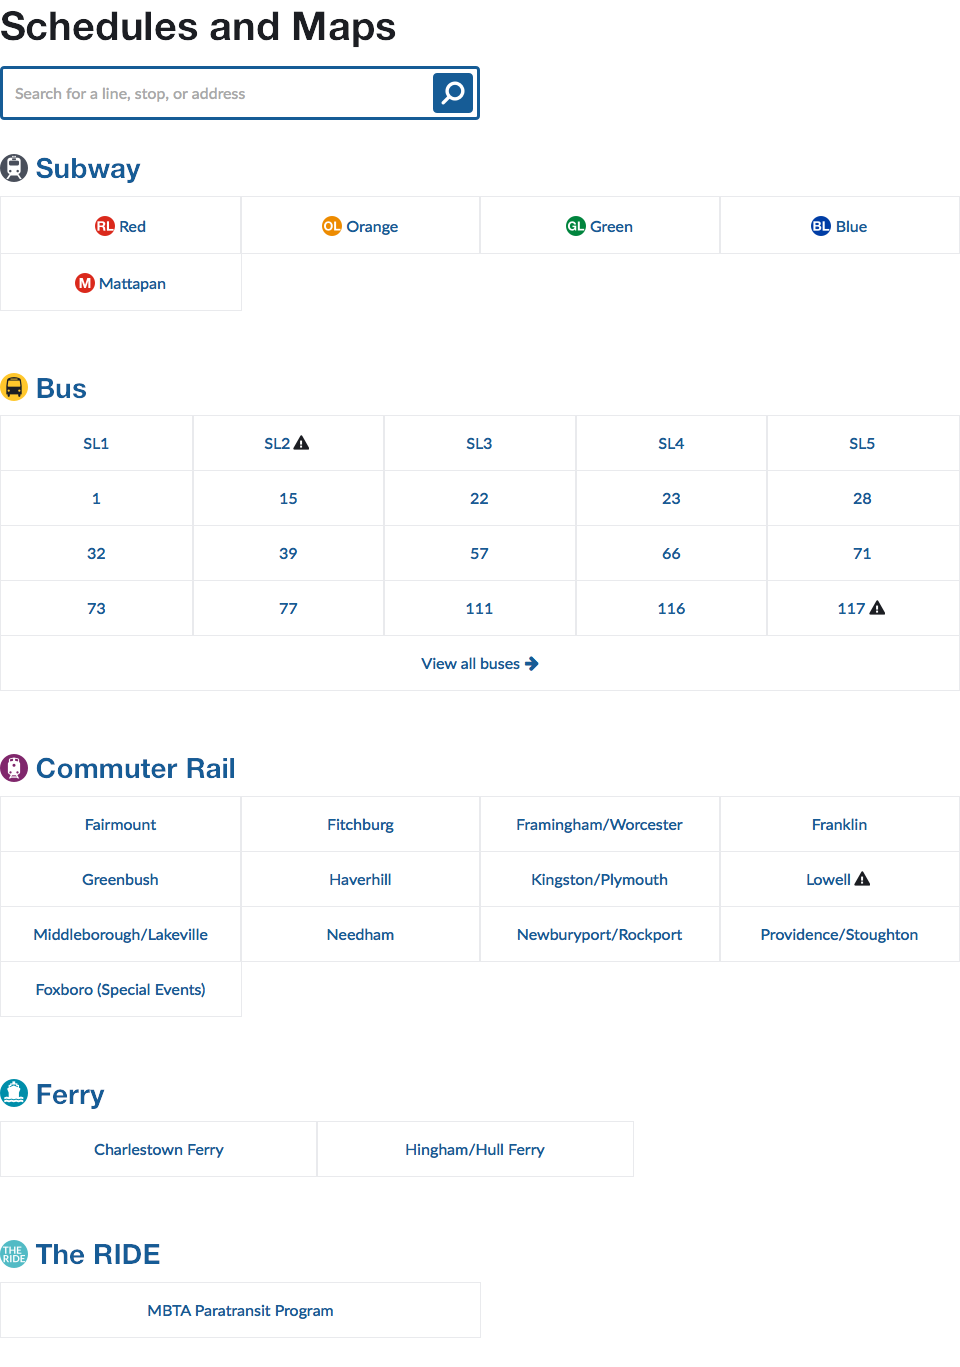 Schedules and Maps
Search for a line, stop, or address
Subway
RL Red
OL Orange
GL Green
BL Blue
M Mattapan
Bus
SL1
SL2
SL3
SL4
SL5
1
15
22
23
28
32
39
57
66
71
73
77
111
116
117
View all buses
Commuter Rail
Fairmount
Fitchburg
Framingham/Worcester
Franklin
Greenbush
Haverhill
Kingston/Plymouth
Lowell
Middleborough/Lakeville
Needham
Newburyport/Rockport
Providence/Stoughton
Foxboro (Special Events)
Ferry
Charlestown Ferry
Hingham/Hull Ferry
THE
RIDE
The RIDE
MBTA Paratransit Program